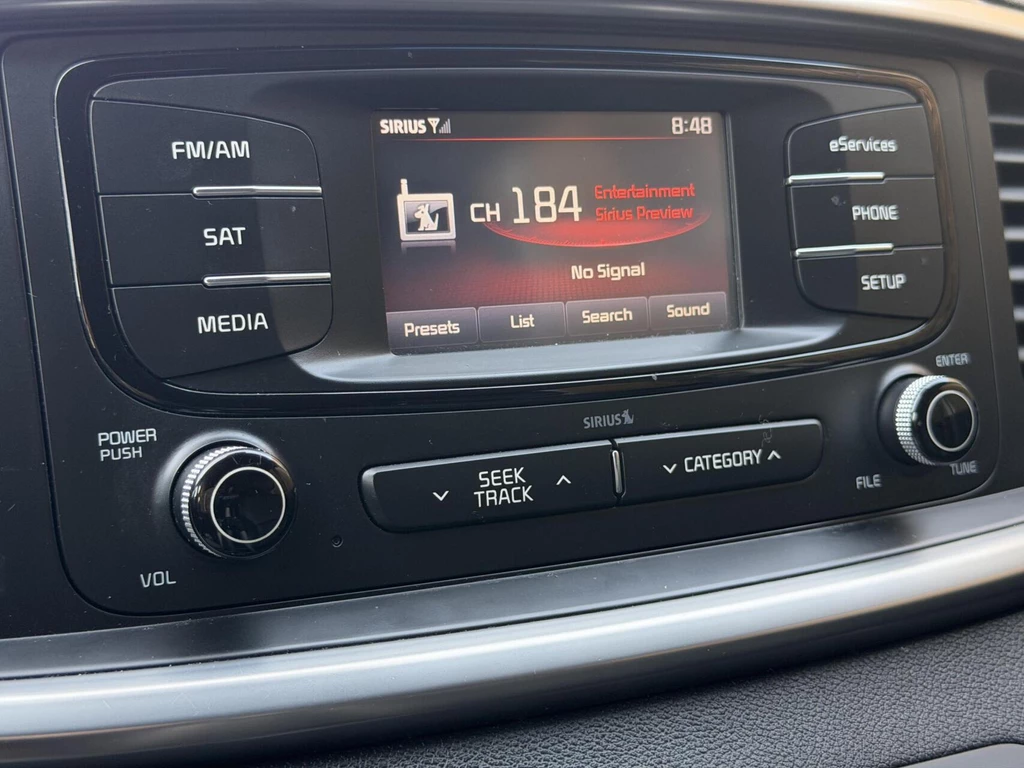 FM/AM
SAT
MEDIA
SIRIUS
8:48
CH 184
Entertainment
Sirius Preview
No Signal
Presets
List
Search
Sound
eServices
PHONE
SETUP
POWER
PUSH
VOL
SIRIUS
SEEK
TRACK
CATEGORY
ENTER
FILE
TUNE